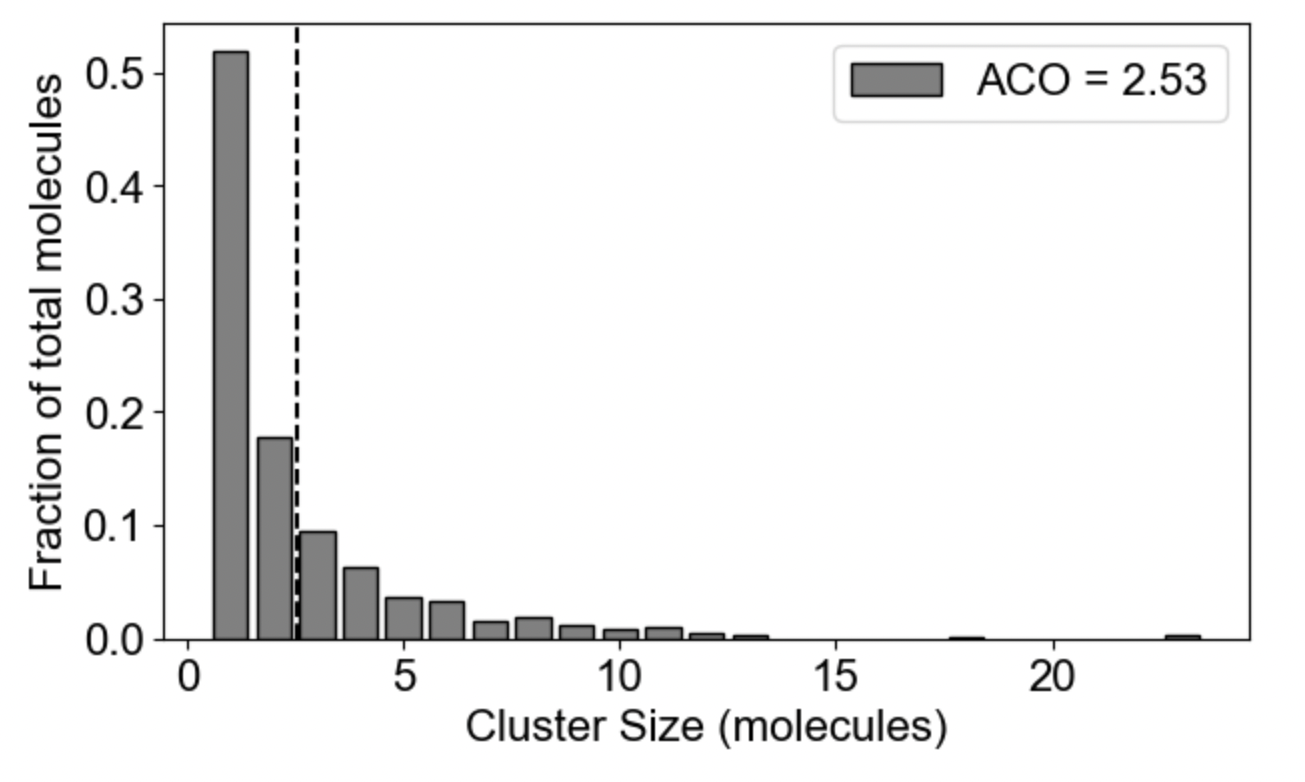 ACO = 2.53
Fraction of total molecules
0.5
0.4
0.3
0.2
0.1
0.0
0 5 10 15 20
Cluster Size (molecules)